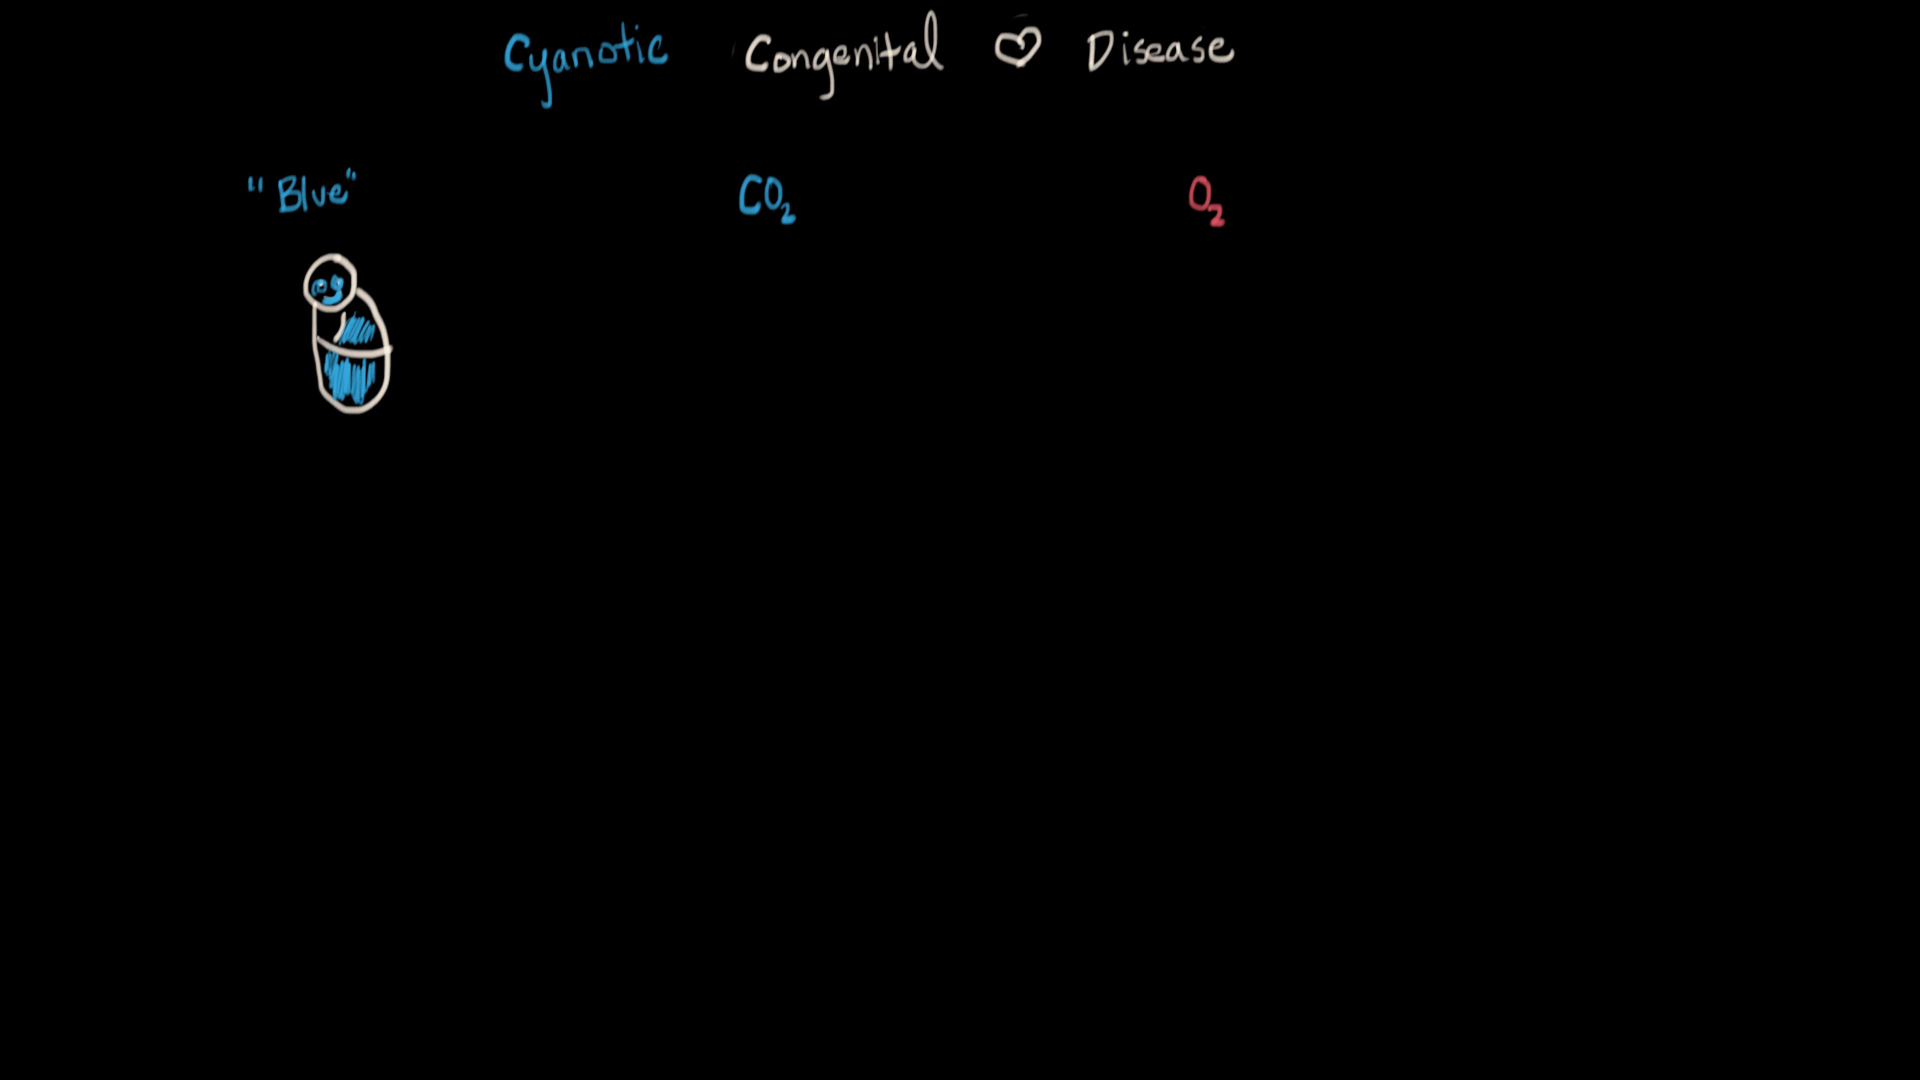 Cyanotic Congenital ♡ Disease
"Blue" CO₂ O₂